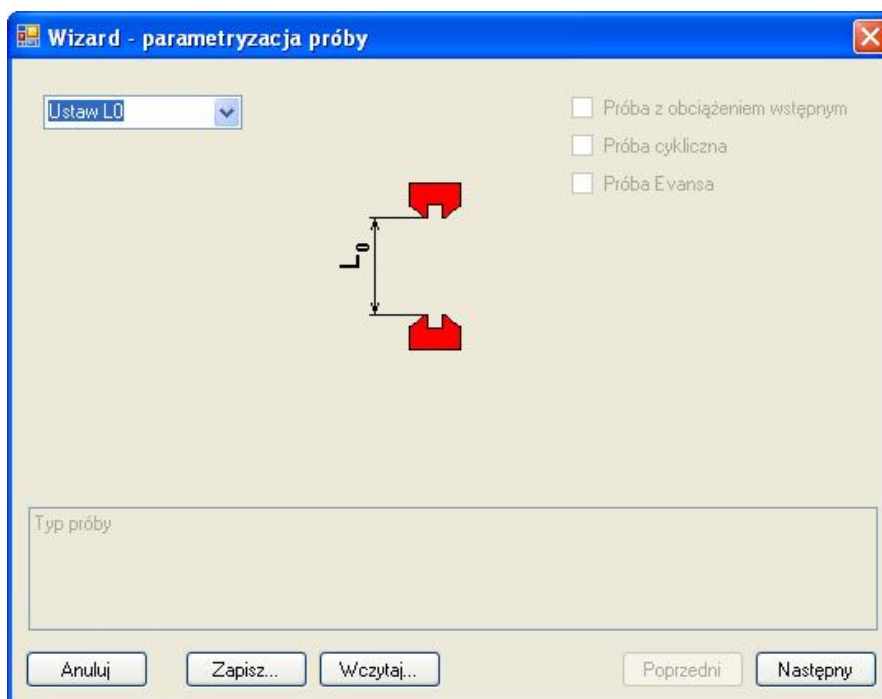 Wizard - parametryzacja próby
Ustaw L0
Próba z obciążeniem wstępnym
Próba cykliczna
Próba Evansa
L0
Typ próby
Anuluj
Zapisz...
Wczytaj...
Poprzedni
Następny